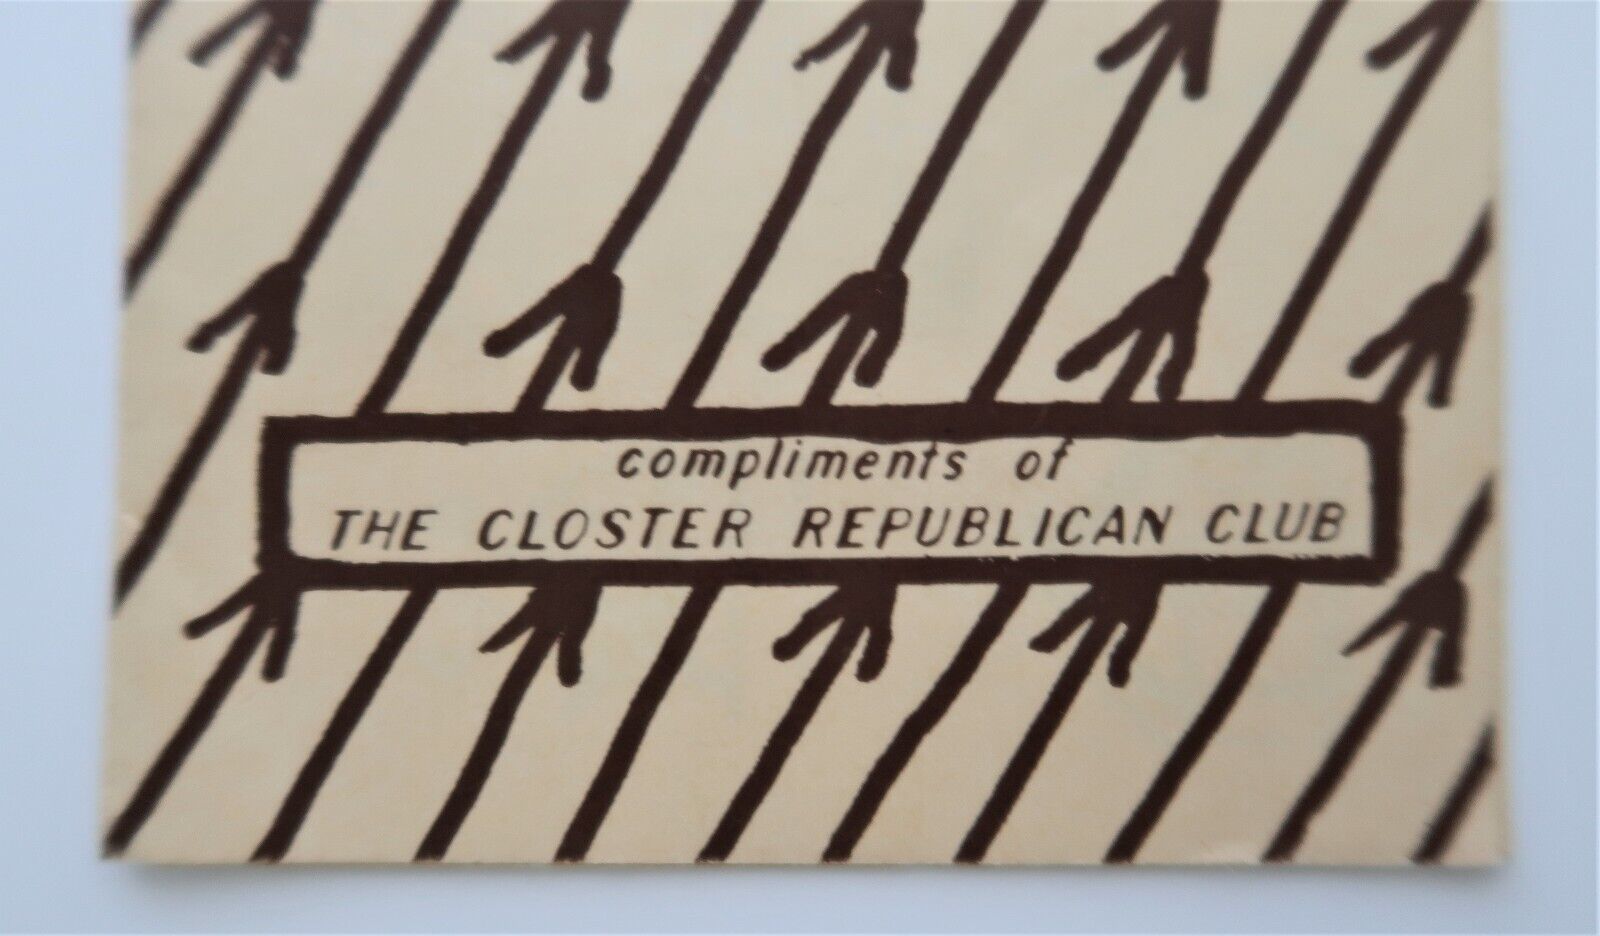 compliments of
THE CLOSTER REPUBLICAN CLUB